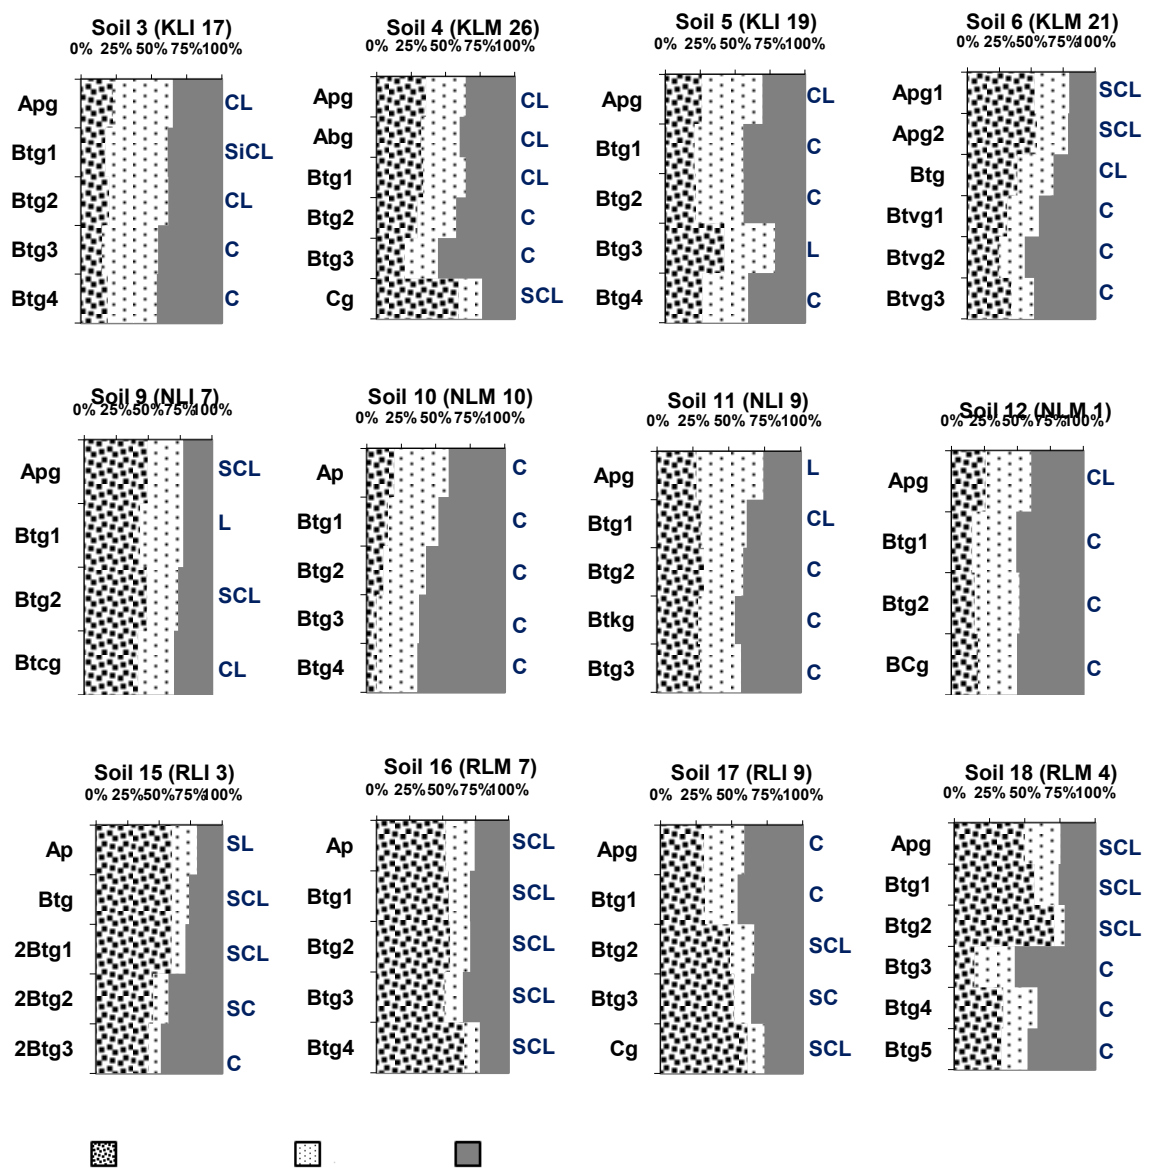 Soil 3 (KLI 17)
0% 25% 50% 75% 100%
Apg CL
Btg1 SiCL
Btg2 CL
Btg3 C
Btg4 C
Soil 4 (KLM 26)
0% 25% 50% 75% 100%
Apg CL
Abg CL
Btg1 CL
Btg2 C
Btg3 C
Cg SCL
Soil 5 (KLI 19)
0% 25% 50% 75% 100%
Apg CL
Btg1 C
Btg2 C
Btg3 L
Btg4 C
Soil 6 (KLM 21)
0% 25% 50% 75% 100%
Apg1 SCL
Apg2 SCL
Btg CL
Btvg1 C
Btvg2 C
Btvg3 C
Soil 9 (NLI 7)
0% 25% 50% 75% 100%
Apg SCL
Btg1 L
Btg2 SCL
Btcg CL
Soil 10 (NLM 10)
0% 25% 50% 75% 100%
Ap C
Btg1 C
Btg2 C
Btg3 C
Btg4 C
Soil 11 (NLI 9)
0% 25% 50% 75% 100%
Apg L
Btg1 CL
Btg2 C
Btkg C
Btg3 C
Soil 12 (NLM 1)
0% 25% 50% 75% 100%
Apg CL
Btg1 C
Btg2 C
BCg C
Soil 15 (RLI 3)
0% 25% 50% 75% 100%
Ap SL
Btg SCL
2Btg1 SCL
2Btg2 SC
2Btg3 C
Soil 16 (RLM 7)
0% 25% 50% 75% 100%
Ap SCL
Btg1 SCL
Btg2 SCL
Btg3 SCL
Btg4 SCL
Soil 17 (RLI 9)
0% 25% 50% 75% 100%
Apg C
Btg1 C
Btg2 SCL
Btg3 SC
Cg SCL
Soil 18 (RLM 4)
0% 25% 50% 75% 100%
Apg SCL
Btg1 SCL
Btg2 SCL
Btg3 C
Btg4 C
Btg5 C